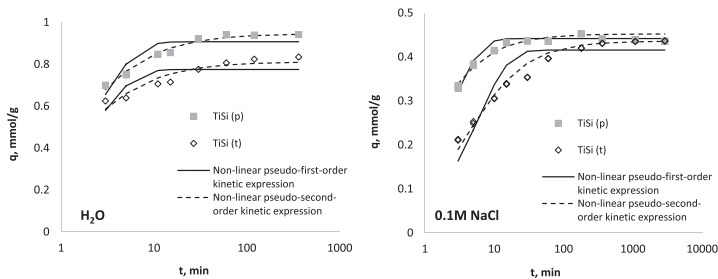 q, mmol/g
1
0.8
0.6
0.4
0.2
0
TiSi (p)
TiSi (t)
Non-linear pseudo-first-order
kinetic expression
Non-linear pseudo-second-
order kinetic expression
H₂O
1
10
100
1000
t, min
q, mmol/g
0.5
0.4
0.3
0.2
0.1
0
TiSi (p)
TiSi (t)
Non-linear pseudo-first-order
kinetic expression
Non-linear pseudo-second-
order kinetic expression
0.1M NaCl
1
10
100
1000
10000
t, min